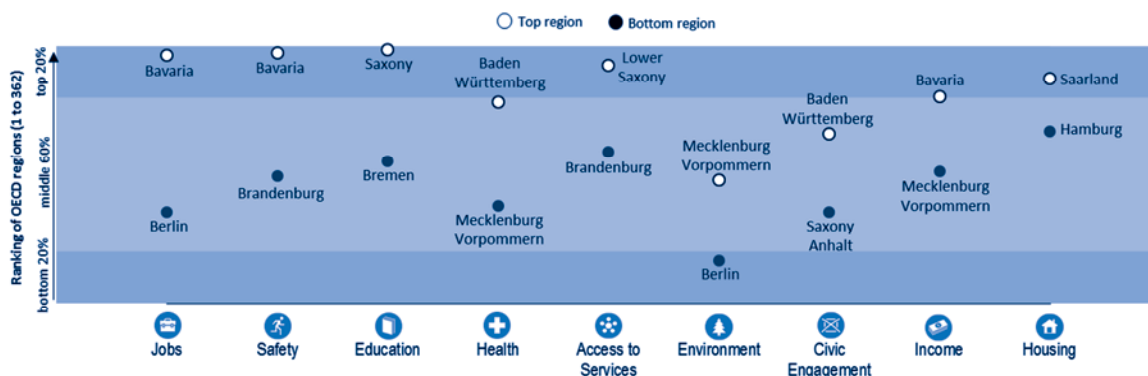 Top region
Bottom region
Ranking of OECD regions (1 to 362)
top 20%
middle 60%
bottom 20%
Bavaria
Berlin
Bavaria
Brandenburg
Saxony
Bremen
Baden
Württemberg
Mecklenburg
Vorpommern
Lower
Saxony
Brandenburg
Mecklenburg
Vorpommern
Berlin
Baden
Württemberg
Saxony
Anhalt
Bavaria
Mecklenburg
Vorpommern
Saarland
Hamburg
Jobs
Safety
Education
Health
Access to
Services
Environment
Civic
Engagement
Income
Housing